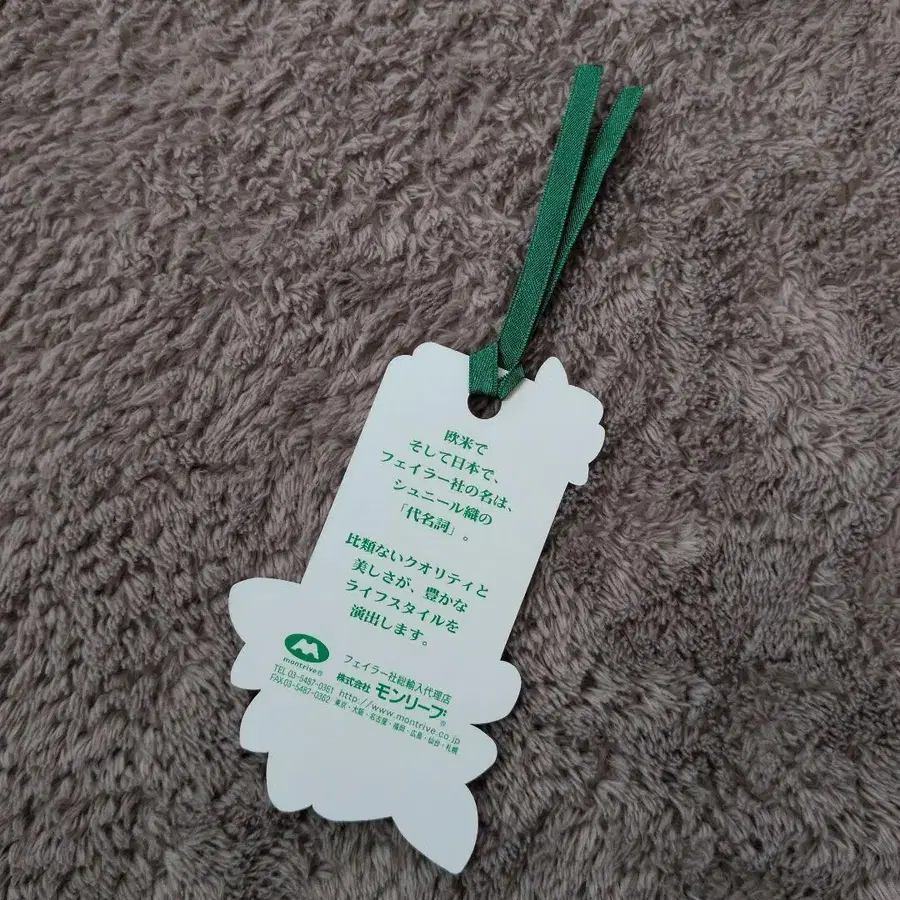 欧米で
そして日本で、
フェイラー社の名は、
シュニール織の
「代名詞」。
比類ないクオリティと
美しさが、豊かな
ライフスタイルを
演出します。
montrive®
フェイラー社総輸入代理店
株式会社 モンリーブ®
TEL 03-5487-0361
FAX 03-5487-0362
http://www.montrive.co.jp
東京・大阪・名古屋・福岡・広島・仙台・札幌